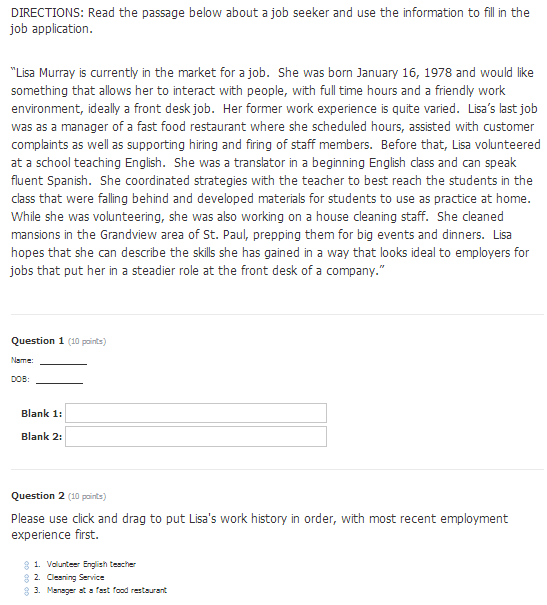 DIRECTIONS: Read the passage below about a job seeker and use the information to fill in the
job application.
"Lisa Murray is currently in the market for a job. She was born January 16, 1978 and would like
something that allows her to interact with people, with full time hours and a friendly work
environment, ideally a front desk job. Her former work experience is quite varied. Lisa's last job
was as a manager of a fast food restaurant where she scheduled hours, assisted with customer
complaints as well as supporting hiring and firing of staff members. Before that, Lisa volunteered
at a school teaching English. She was a translator in a beginning English class and can speak
fluent Spanish. She coordinated strategies with the teacher to best reach the students in the
class that were falling behind and developed materials for students to use as practice at home.
While she was volunteering, she was also working on a house cleaning staff. She cleaned
mansions in the Grandview area of St. Paul, prepping them for big events and dinners. Lisa
hopes that she can describe the skills she has gained in a way that looks ideal to employers for
jobs that put her in a steadier role at the front desk of a company."
Question 1 (10 points)
Name: ________
DOB: ________
Blank 1:
Blank 2:
Question 2 (10 points)
Please use click and drag to put Lisa's work history in order, with most recent employment
experience first.
1. Volunteer English teacher
2. Cleaning Service
3. Manager at a fast food restaurant